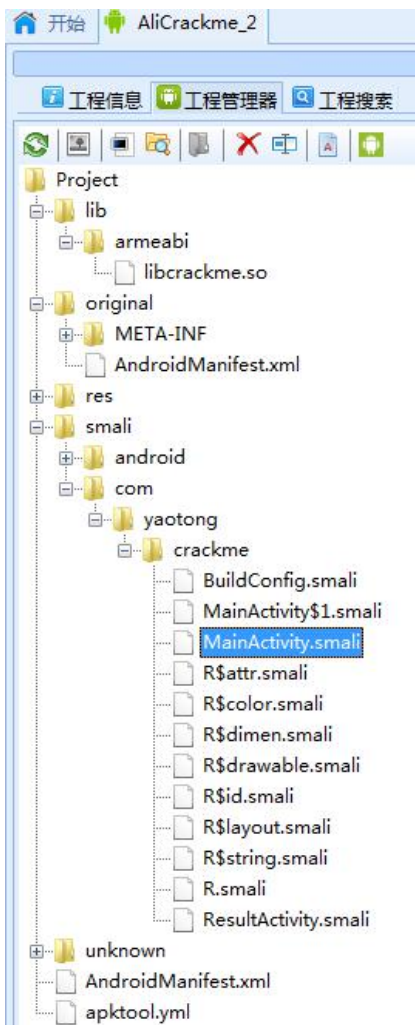 开始 AliCrackme_2
工程信息 工程管理器 工程搜索
Project
lib
armeabi
libcrackme.so
original
META-INF
AndroidManifest.xml
res
smali
android
com
yaotong
crackme
BuildConfig.smali
MainActivity$1.smali
MainActivity.smali
R$attr.smali
R$color.smali
R$dimen.smali
R$drawable.smali
R$id.smali
R$layout.smali
R$string.smali
R.smali
ResultActivity.smali
unknown
AndroidManifest.xml
apktool.yml